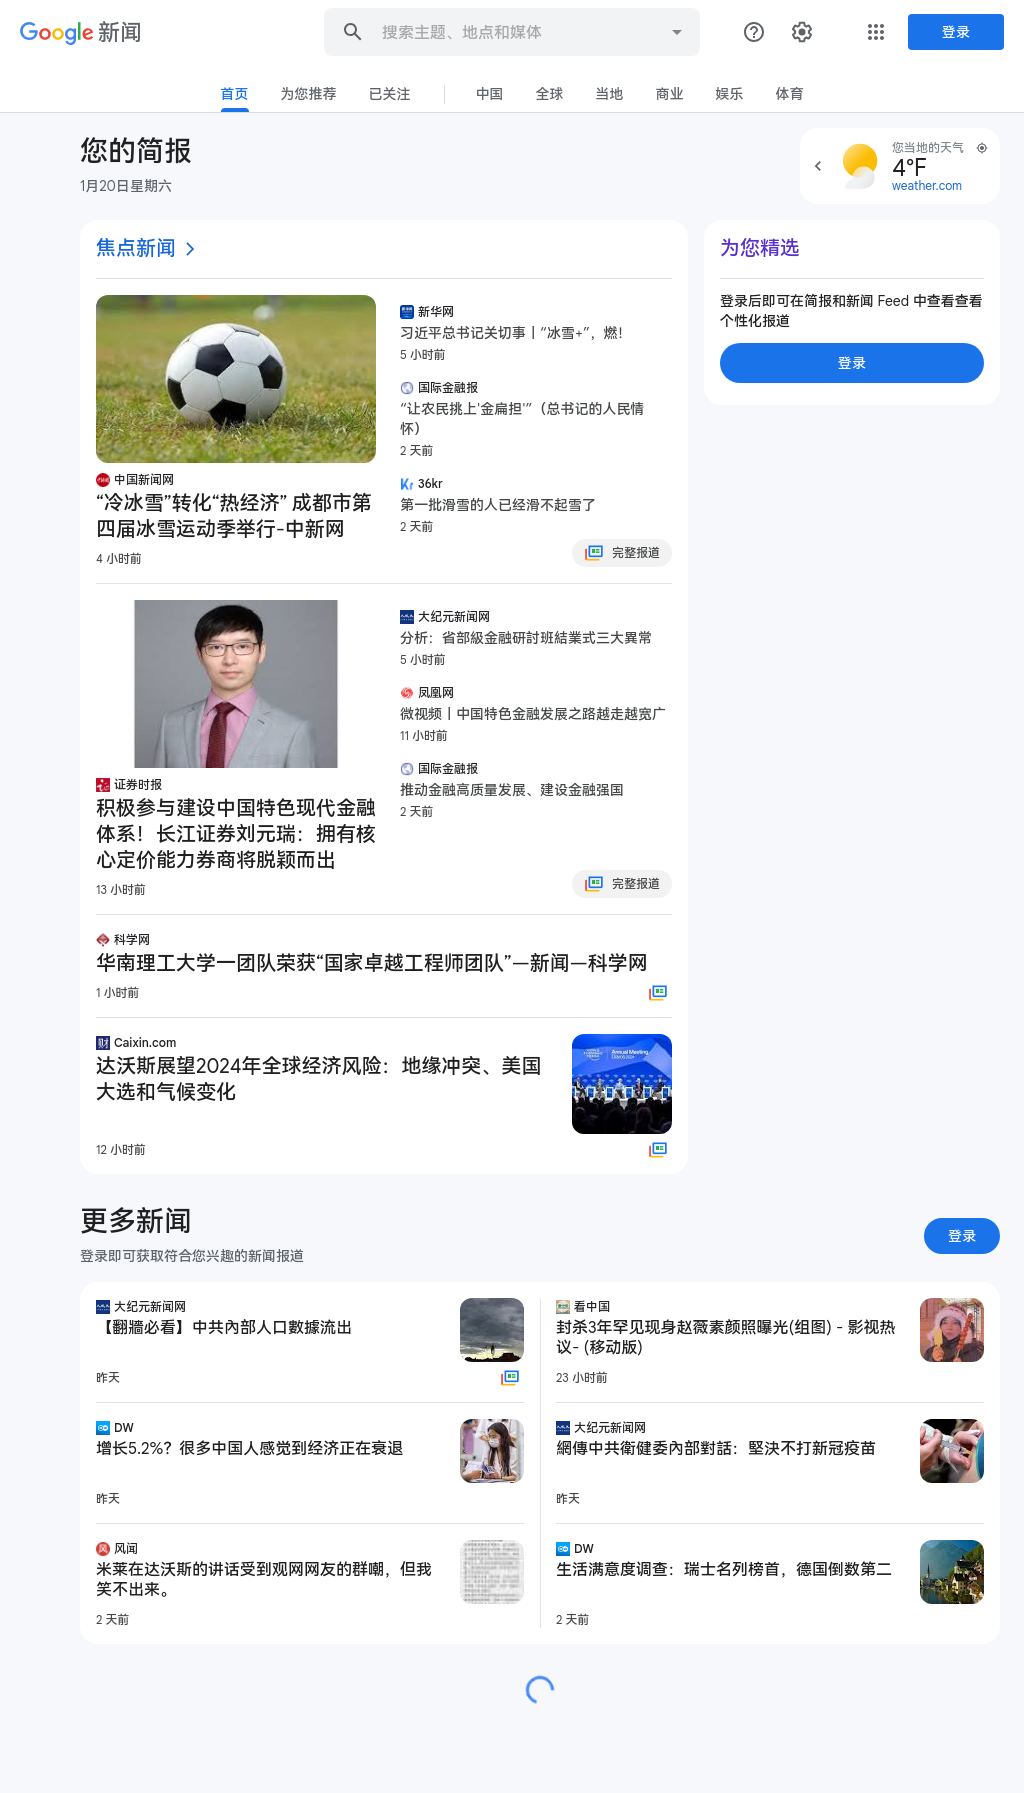 Google 新闻
搜索主题、地点和媒体
登录
首页
为您推荐
已关注
中国
全球
当地
商业
娱乐
体育
您的简报
1月20日星期六
您当地的天气
4°F
weather.com
焦点新闻
中国新闻网
“冷冰雪”转化“热经济” 成都市第
四届冰雪运动季举行-中新网
4 小时前
新华网
习近平总书记关切事丨“冰雪+”，燃！
5 小时前
国际金融报
“让农民挑上‘金扁担’”（总书记的人民情
怀）
2 天前
36kr
第一批滑雪的人已经滑不起雪了
2 天前
完整报道
证券时报
积极参与建设中国特色现代金融
体系！长江证券刘元瑞：拥有核
心定价能力券商将脱颖而出
13 小时前
大纪元新闻网
分析：省部級金融研討班結業式三大異常
5 小时前
凤凰网
微视频丨中国特色金融发展之路越走越宽广
11 小时前
国际金融报
推动金融高质量发展、建设金融强国
2 天前
完整报道
科学网
华南理工大学一团队荣获“国家卓越工程师团队”—新闻—科学网
1 小时前
Caixin.com
达沃斯展望2024年全球经济风险：地缘冲突、美国
大选和气候变化
12 小时前
Annual Meeting
为您精选
登录后即可在简报和新闻 Feed 中查看查看
个性化报道
登录
更多新闻
登录即可获取符合您兴趣的新闻报道
登录
大纪元新闻网
【翻牆必看】中共內部人口數據流出
昨天
DW
增长5.2%？很多中国人感觉到经济正在衰退
昨天
风闻
米莱在达沃斯的讲话受到观网网友的群嘲，但我
笑不出来。
2 天前
看中国
封杀3年罕见现身赵薇素颜照曝光(组图) - 影视热
议- (移动版)
23 小时前
大纪元新闻网
網傳中共衛健委內部對話：堅決不打新冠疫苗
昨天
DW
生活满意度调查：瑞士名列榜首，德国倒数第二
2 天前